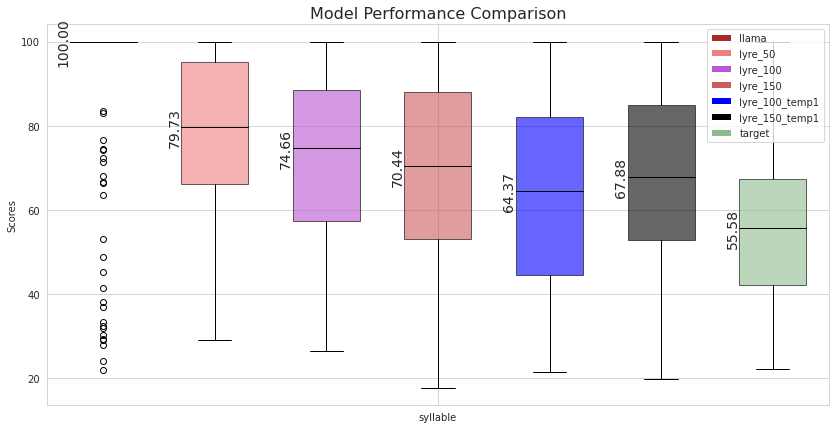 Model Performance Comparison
100.00
79.73
74.66
70.44
64.37
67.88
55.58
llama
lyre_50
lyre_100
lyre_150
lyre_100_temp1
lyre_150_temp1
target
Scores
100
80
60
40
20
syllable